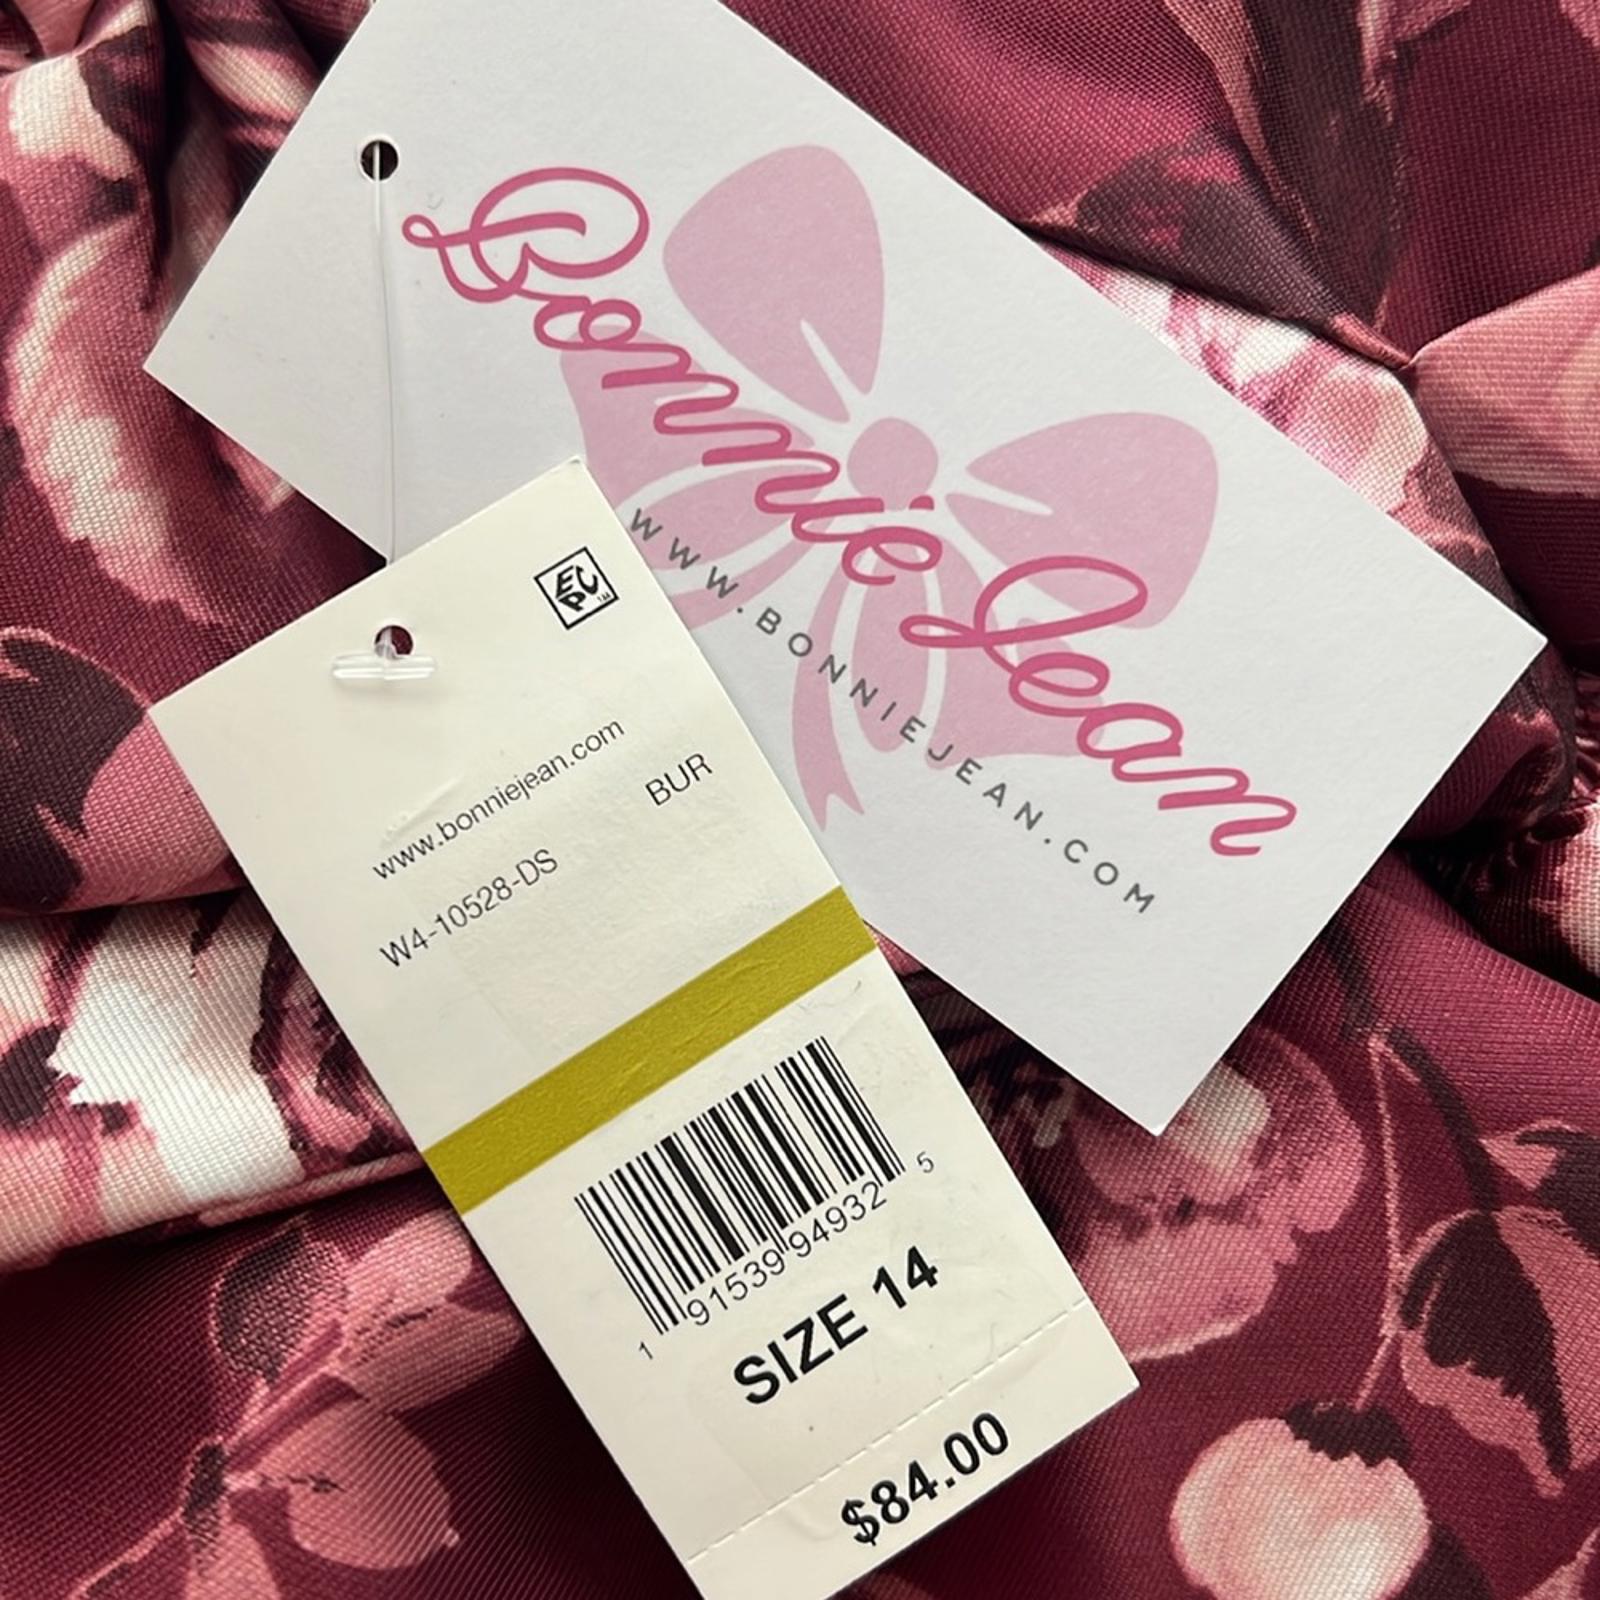 Bonnie Jean
WWW.BONNIEJEAN.COM
EPC
www.bonniejean.com
BUR
W4-10528-DS
1 91539 94932 5
SIZE 14
$84.00